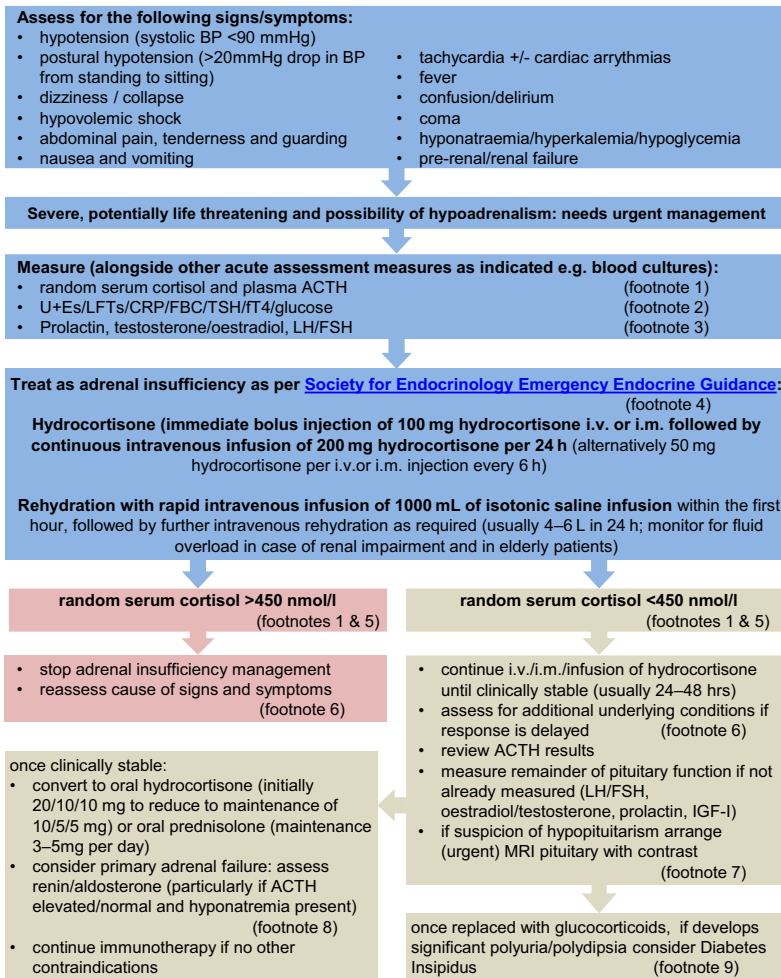 Assess for the following signs/symptoms:
• hypotension (systolic BP <90 mmHg)
• postural hypotension (>20mmHg drop in BP
from standing to sitting)
• dizziness / collapse
• hypovolemic shock
• abdominal pain, tenderness and guarding
• nausea and vomiting
• tachycardia +/- cardiac arrythmias
• fever
• confusion/delirium
• coma
• hyponatraemia/hyperkalemia/hypoglycemia
• pre-renal/renal failure
Severe, potentially life threatening and possibility of hypoadrenalism: needs urgent management
Measure (alongside other acute assessment measures as indicated e.g. blood cultures):
• random serum cortisol and plasma ACTH (footnote 1)
• U+Es/LFTs/CRP/FBC/TSH/fT4/glucose (footnote 2)
• Prolactin, testosterone/oestradiol, LH/FSH (footnote 3)
Treat as adrenal insufficiency as per Society for Endocrinology Emergency Endocrine Guidance:
(footnote 4)
Hydrocortisone (immediate bolus injection of 100 mg hydrocortisone i.v. or i.m. followed by
continuous intravenous infusion of 200 mg hydrocortisone per 24 h (alternatively 50 mg
hydrocortisone per i.v.or i.m. injection every 6 h)
Rehydration with rapid intravenous infusion of 1000 mL of isotonic saline infusion within the first
hour, followed by further intravenous rehydration as required (usually 4–6 L in 24 h; monitor for fluid
overload in case of renal impairment and in elderly patients)
random serum cortisol >450 nmol/l
(footnotes 1 & 5)
• stop adrenal insufficiency management
• reassess cause of signs and symptoms
(footnote 6)
random serum cortisol <450 nmol/l
(footnotes 1 & 5)
• continue i.v./i.m./infusion of hydrocortisone
until clinically stable (usually 24–48 hrs)
• assess for additional underlying conditions if
response is delayed (footnote 6)
• review ACTH results
• measure remainder of pituitary function if not
already measured (LH/FSH,
oestradiol/testosterone, prolactin, IGF-I)
• if suspicion of hypopituitarism arrange
(urgent) MRI pituitary with contrast
(footnote 7)
once clinically stable:
• convert to oral hydrocortisone (initially
20/10/10 mg to reduce to maintenance of
10/5/5 mg) or oral prednisolone (maintenance
3–5mg per day)
• consider primary adrenal failure: assess
renin/aldosterone (particularly if ACTH
elevated/normal and hyponatremia present)
(footnote 8)
• continue immunotherapy if no other
contraindications
once replaced with glucocorticoids, if develops
significant polyuria/polydipsia consider Diabetes
Insipidus (footnote 9)